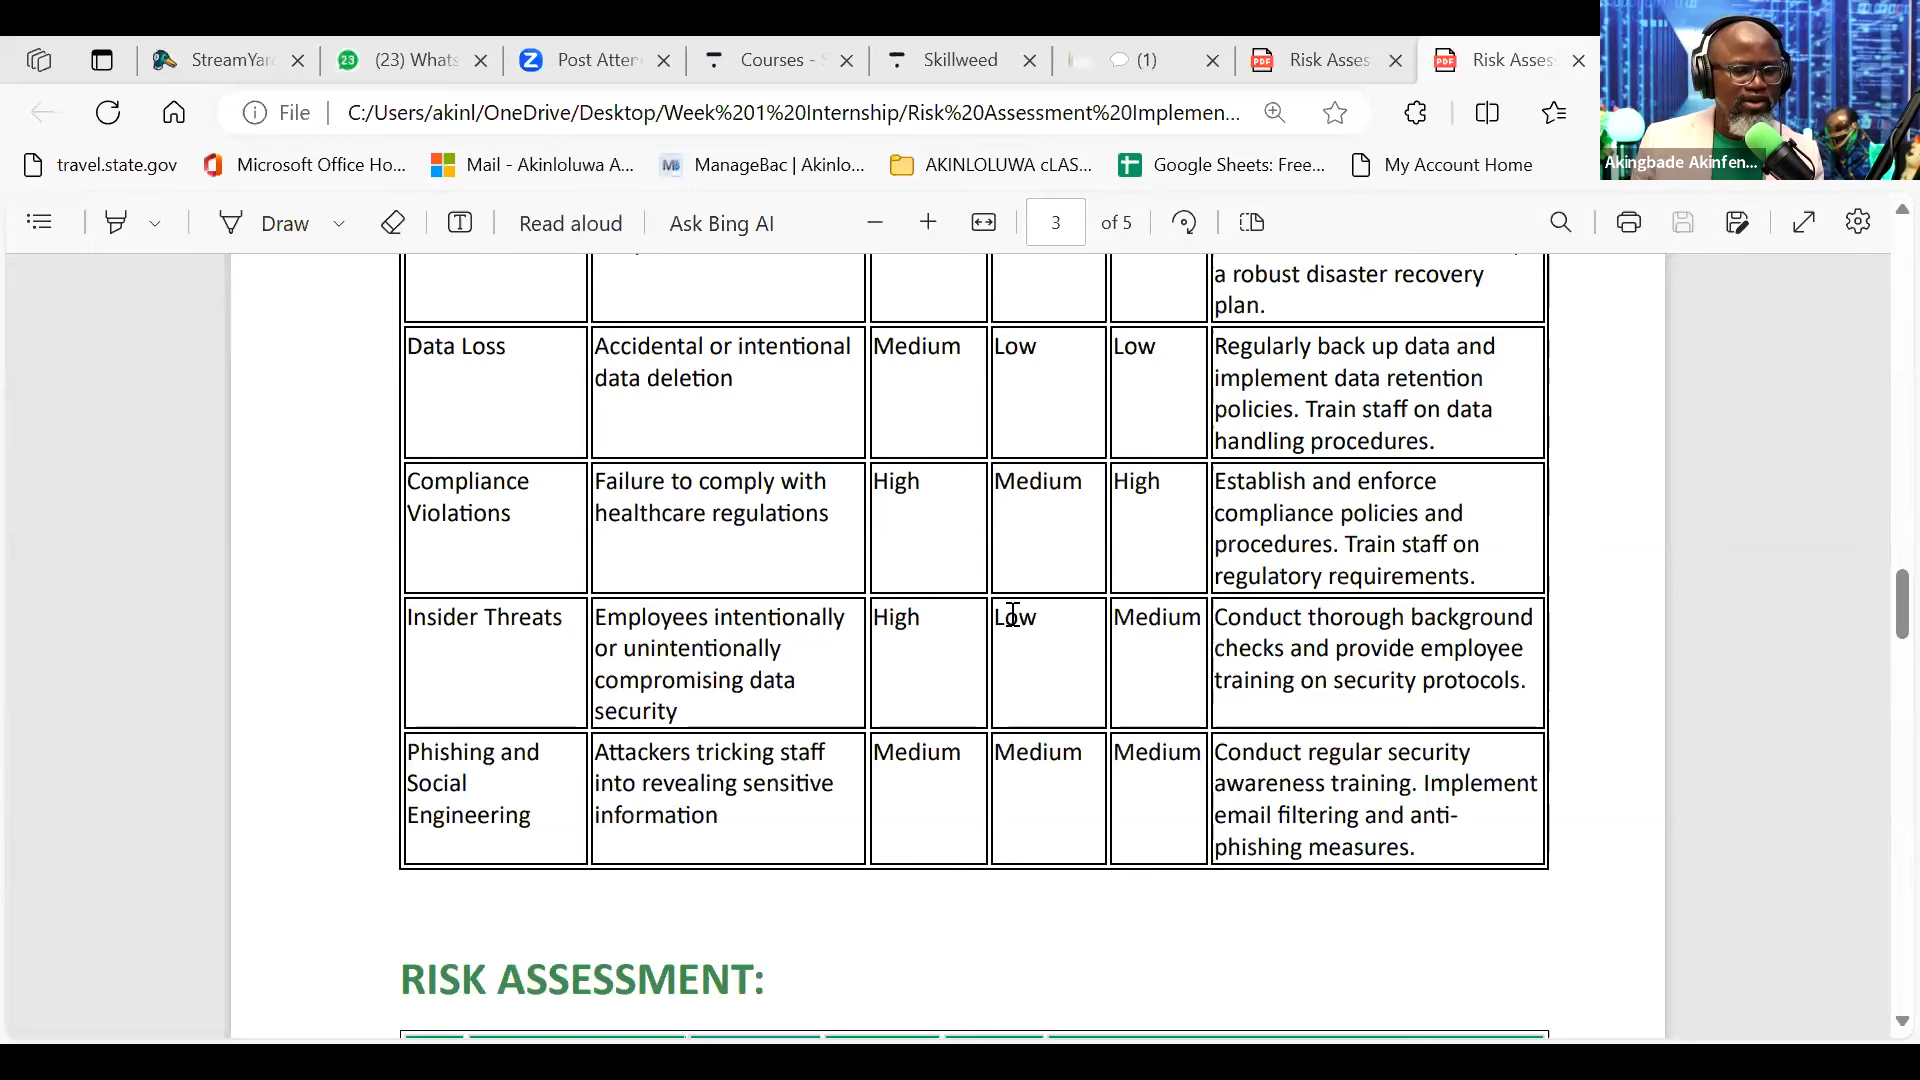 StreamYar
23
(23) Whats
Post Atter
Courses -
Skillweed
(1)
PDF
Risk Asses
PDF
Risk Asses
File
C:/Users/akinl/OneDrive/Desktop/Week%201%20Internship/Risk%20Assessment%20Implemen...
Akingbade Akinfen...
travel.state.gov
Microsoft Office Ho...
Mail - Akinloluwa A...
MB
ManageBac | Akinlo...
AKINLOLUWA cLAS...
Google Sheets: Free...
My Account Home
Draw
Read aloud
Ask Bing AI
3
of 5
a robust disaster recovery
plan.
Data Loss
Accidental or intentional
data deletion
Medium
Low
Low
Regularly back up data and
implement data retention
policies. Train staff on data
handling procedures.
Compliance
Violations
Failure to comply with
healthcare regulations
High
Medium
High
Establish and enforce
compliance policies and
procedures. Train staff on
regulatory requirements.
Insider Threats
Employees intentionally
or unintentionally
compromising data
security
High
Low
Medium
Conduct thorough background
checks and provide employee
training on security protocols.
Phishing and
Social
Engineering
Attackers tricking staff
into revealing sensitive
information
Medium
Medium
Medium
Conduct regular security
awareness training. Implement
email filtering and anti-
phishing measures.
RISK ASSESSMENT: